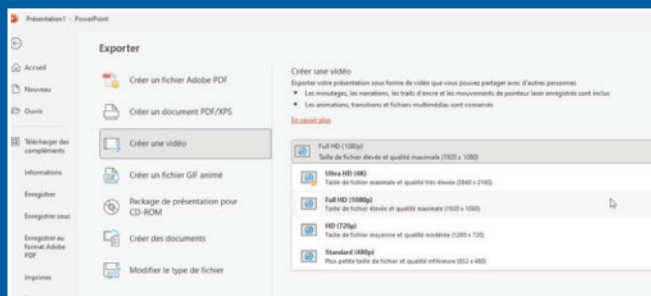 Présentation1 - PowerPoint
Exporter
Accueil
Nouveau
Ouvrir
Télécharger des
compléments
Informations
Enregistrer
Enregistrer sous
Enregistrer au
format Adobe
PDF
Imprimer
Créer un fichier Adobe PDF
Créer un document PDF/XPS
Créer une vidéo
Créer un fichier GIF animé
Package de présentation pour
CD-ROM
Créer des documents
Modifier le type de fichier
Créer une vidéo
Exporter votre présentation sous forme de vidéo que vous pouvez partager avec d'autres personnes
Les minutages, les narrations, les traits d'encre et les mouvements de pointeur laser enregistrés sont inclus
Les animations, transitions et fichiers multimédias sont conservés
En savoir plus
Full HD (1080p)
Taille de fichier élevée et qualité maximale (1920 x 1080)
Ultra HD (4K)
Taille de fichier maximale et qualité très élevée (3840 x 2160)
Full HD (1080p)
Taille de fichier élevée et qualité maximale (1920 x 1080)
HD (720p)
Taille de fichier moyenne et qualité modérée (1280 x 720)
Standard (480p)
Plus petite taille de fichier et qualité inférieure (852 x 480)